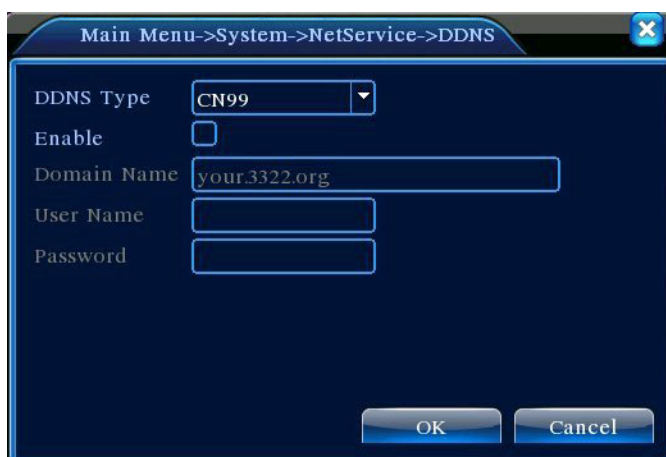 Main Menu->System->NetService->DDNS
DDNS Type CN99
Enable
Domain Name your.3322.org
User Name
Password
OK Cancel